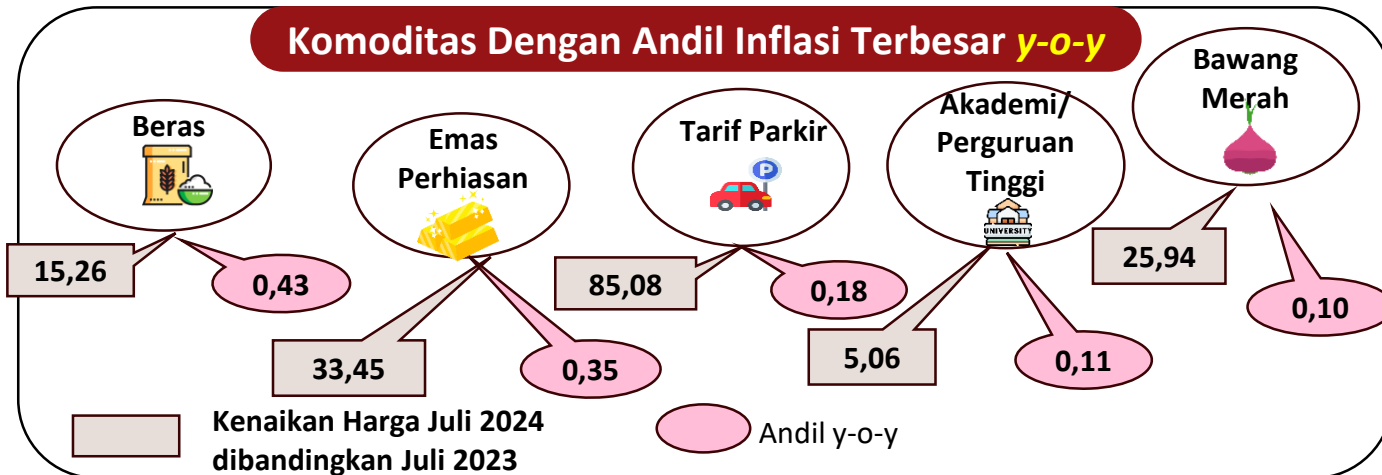 Komoditas Dengan Andil Inflasi Terbesar y-o-y
Beras
15,26
0,43
Emas
Perhiasan
33,45
0,35
Tarif Parkir
P
85,08
0,18
Akademi/
Perguruan
Tinggi
UNIVERSITY
5,06
0,11
Bawang
Merah
25,94
0,10
Kenaikan Harga Juli 2024
dibandingkan Juli 2023
Andil y-o-y